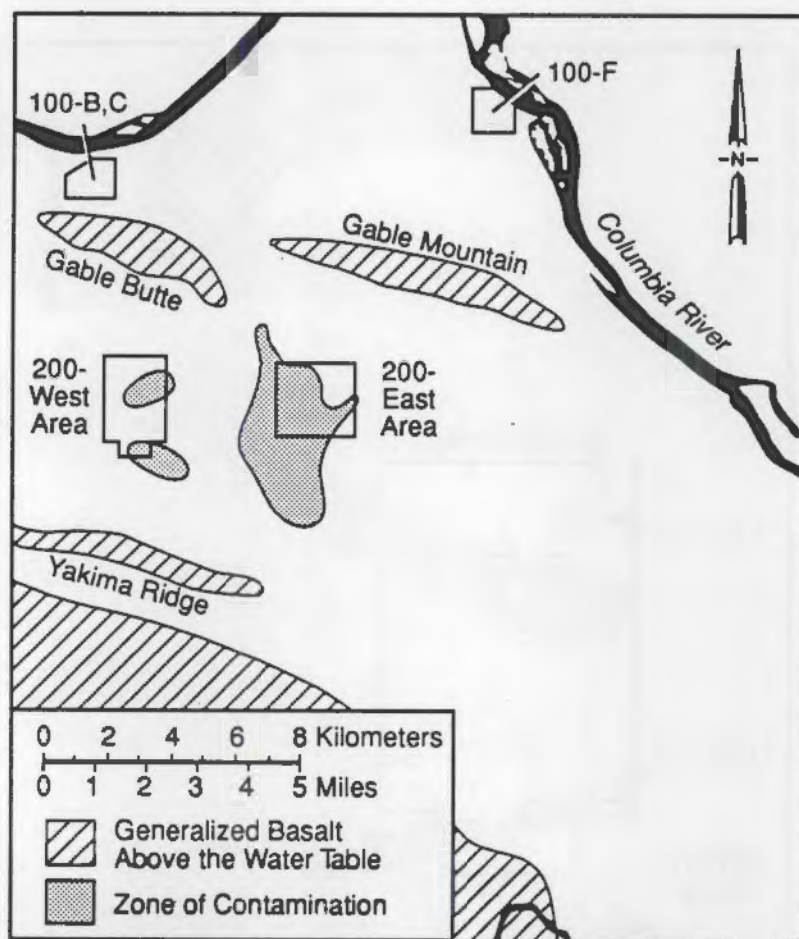 100-B,C
100-F
-N-
Gable Butte
Gable Mountain
Columbia River
200-
West
Area
200-
East
Area
Yakima Ridge
0 2 4 6 8 Kilometers
0 1 2 3 4 5 Miles
Generalized Basalt
Above the Water Table
Zone of Contamination